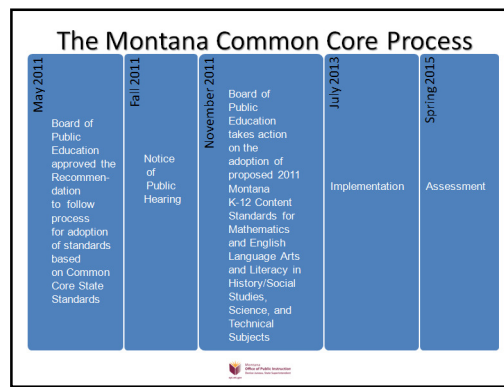 The Montana Common Core Process
May 2011
Board of
Public
Education
approved the
Recommen-
dation
to follow
process
for adoption
of standards
based
on Common
Core State
Standards
Fall 2011
Notice
of
Public
Hearing
November 2011
Board of
Public
Education
takes action
on the
adoption of
proposed 2011
Montana
K-12 Content
Standards for
Mathematics
and English
Language Arts
and Literacy in
History/Social
Studies,
Science, and
Technical
Subjects
July 2013
Implementation
Spring 2015
Assessment
Montana
Office of Public Instruction